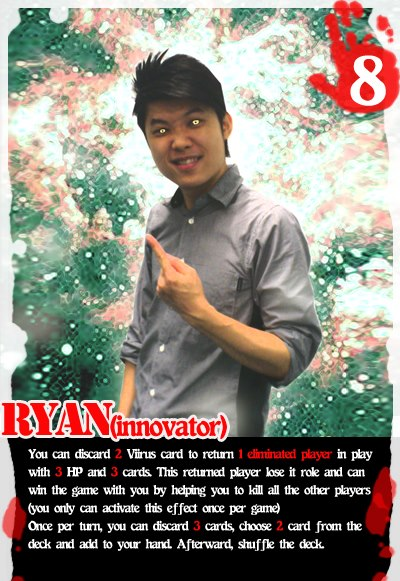 8
RYAN(innovator)
You can discard 2 Viirus card to return 1 eliminated player in play
with 3 HP and 3 cards. This returned player lose it role and can
win the game with you by helping you to kill all the other players
(you only can activate this effect once per game)
Once per turn, you can discard 3 cards, choose 2 card from the
deck and add to your hand. Afterward, shuffle the deck.